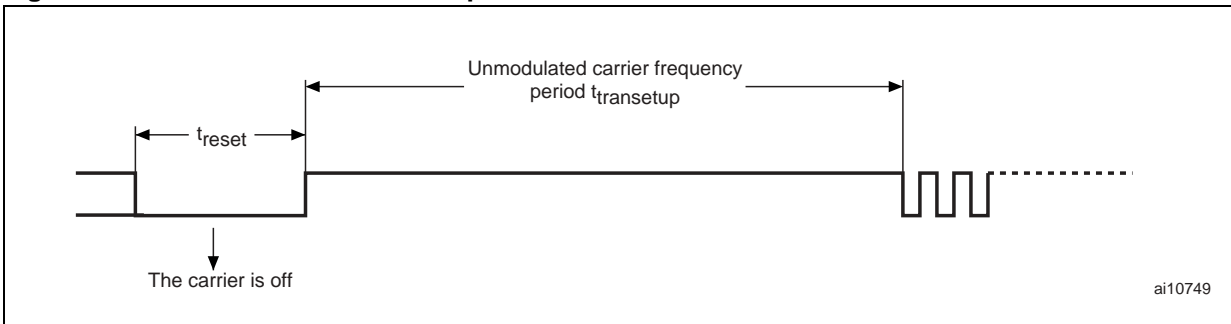 Unmodulated carrier frequency
period ttransetup
treset
The carrier is off
ai10749